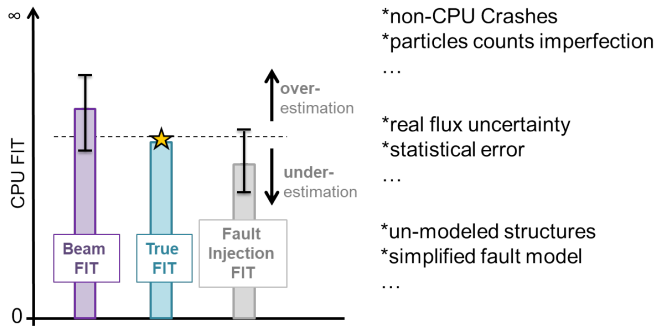 ∞
CPU FIT
0
Beam
FIT
True
FIT
Fault
Injection
FIT
over-
estimation
under-
estimation
*non-CPU Crashes
*particles counts imperfection
…
*real flux uncertainty
*statistical error
…
*un-modeled structures
*simplified fault model
…